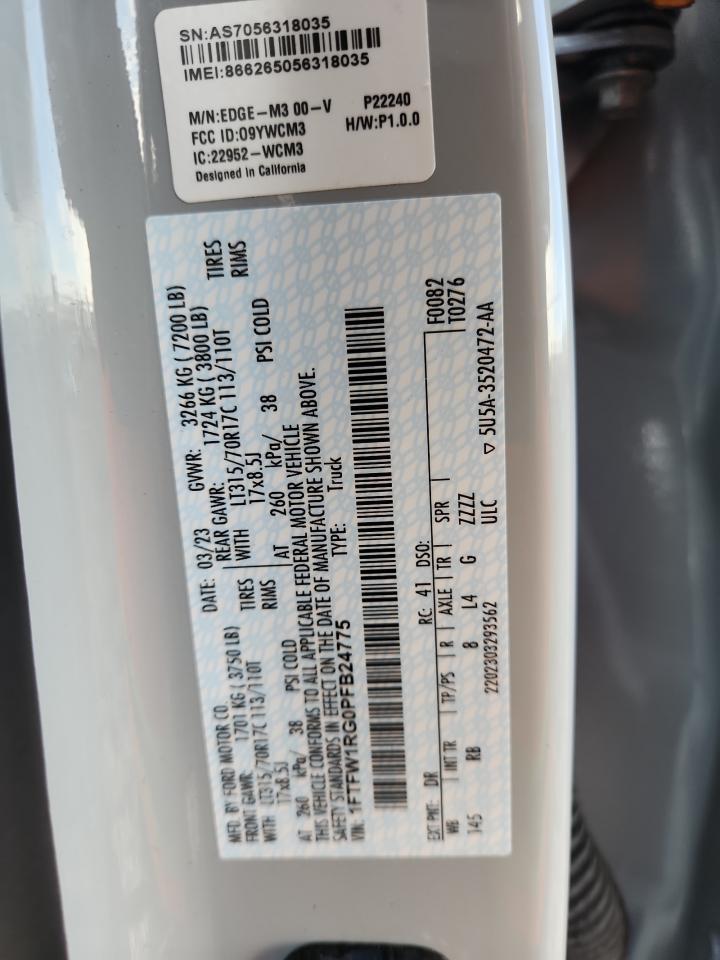 SN:AS7056318035
IMEI:866265056318035
M/N:EDGE-M3 00-V P22240
FCC ID:O9YWCM3 H/W:P1.0.0
IC:22952-WCM3
Designed in California
MFD. BY FORD MOTOR CO. DATE: 03/23 GVWR: 3266 KG ( 7200 LB)
FRONT GAWR: 1701 KG ( 3750 LB) REAR GAWR: 1724 KG ( 3800 LB)
WITH LT315/70R17C 113/110T TIRES WITH LT315/70R17C 113/110T TIRES
17x8.5J RIMS 17x8.5J RIMS
AT 260 kPa/ 38 PSI COLD AT 260 kPa/ 38 PSI COLD
THIS VEHICLE CONFORMS TO ALL APPLICABLE FEDERAL MOTOR VEHICLE
SAFETY STANDARDS IN EFFECT ON THE DATE OF MANUFACTURE SHOWN ABOVE.
VIN: 1FTFW1RG0PFB24775 TYPE: Truck
F0082
EXT PNT: DR RC: 41 DSO: T0276
WB INT TR TP/PS R AXLE TR SPR
145 RB 8 L4 G ZZZZ ▽ 5U5A-3520472-AA
2202303293562 ULC